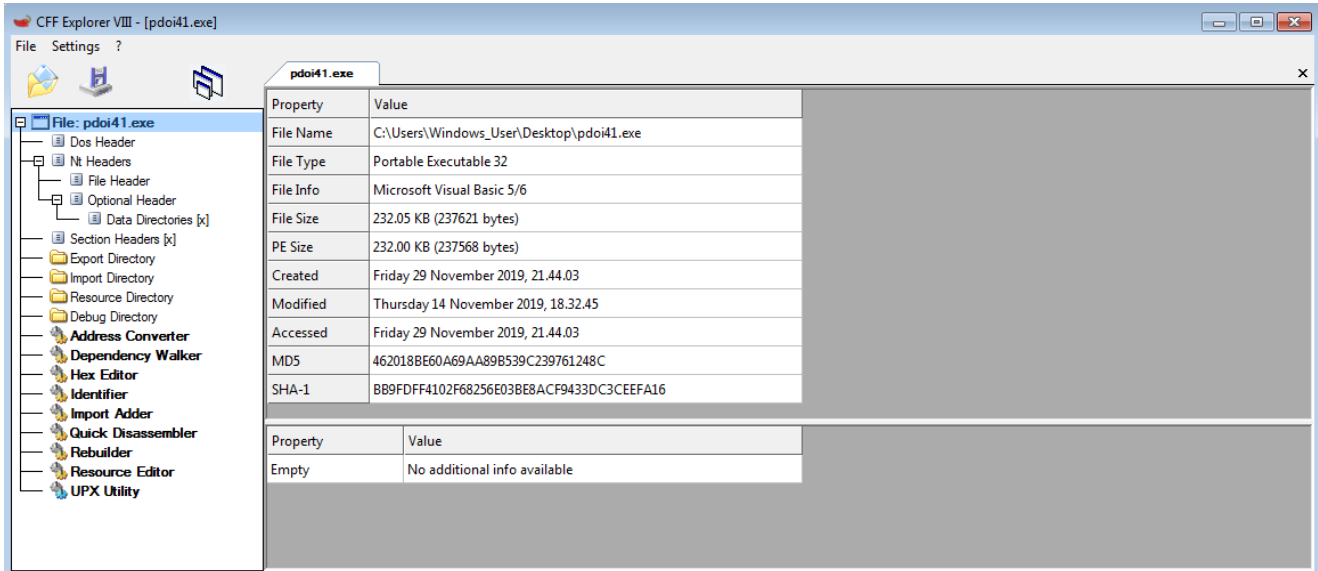 CFF Explorer VIII - [pdoi41.exe]
File Settings ?
pdoi41.exe
File: pdoi41.exe
Dos Header
Nt Headers
File Header
Optional Header
Data Directories [x]
Section Headers [x]
Export Directory
Import Directory
Resource Directory
Debug Directory
Address Converter
Dependency Walker
Hex Editor
Identifier
Import Adder
Quick Disassembler
Rebuilder
Resource Editor
UPX Utility
Property Value
File Name C:\Users\Windows_User\Desktop\pdoi41.exe
File Type Portable Executable 32
File Info Microsoft Visual Basic 5/6
File Size 232.05 KB (237621 bytes)
PE Size 232.00 KB (237568 bytes)
Created Friday 29 November 2019, 21.44.03
Modified Thursday 14 November 2019, 18.32.45
Accessed Friday 29 November 2019, 21.44.03
MD5 462018BE60A69AA89B539C239761248C
SHA-1 BB9FDFF4102F68256E03BE8ACF9433DC3CEEFA16
Property Value
Empty No additional info available